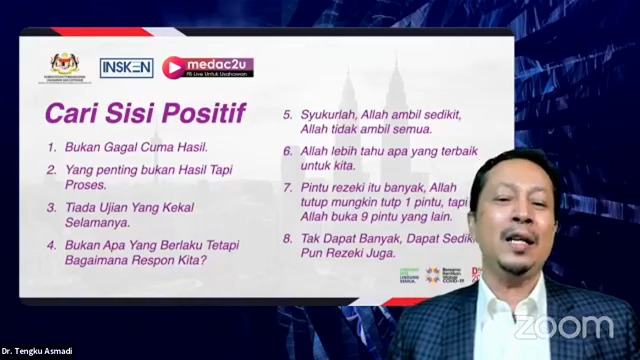 INSKEN
medac2u
FB Live Untuk Usahawan
Cari Sisi Positif
1. Bukan Gagal Cuma Hasil.
2. Yang penting bukan Hasil Tapi
Proses.
3. Tiada Ujian Yang Kekal
Selamanya.
4. Bukan Apa Yang Berlaku Tetapi
Bagaimana Respon Kita?
5. Syukurlah, Allah ambil sedikit,
Allah tidak ambil semua.
6. Allah lebih tahu apa yang terbaik
untuk kita.
7. Pintu rezeki itu banyak, Allah
tutup mungkin tutp 1 pintu, tapi
Allah buka 9 pintu yang lain.
8. Tak Dapat Banyak, Dapat Sediki
Pun Rezeki Juga.
zoom
Dr. Tengku Asmadi